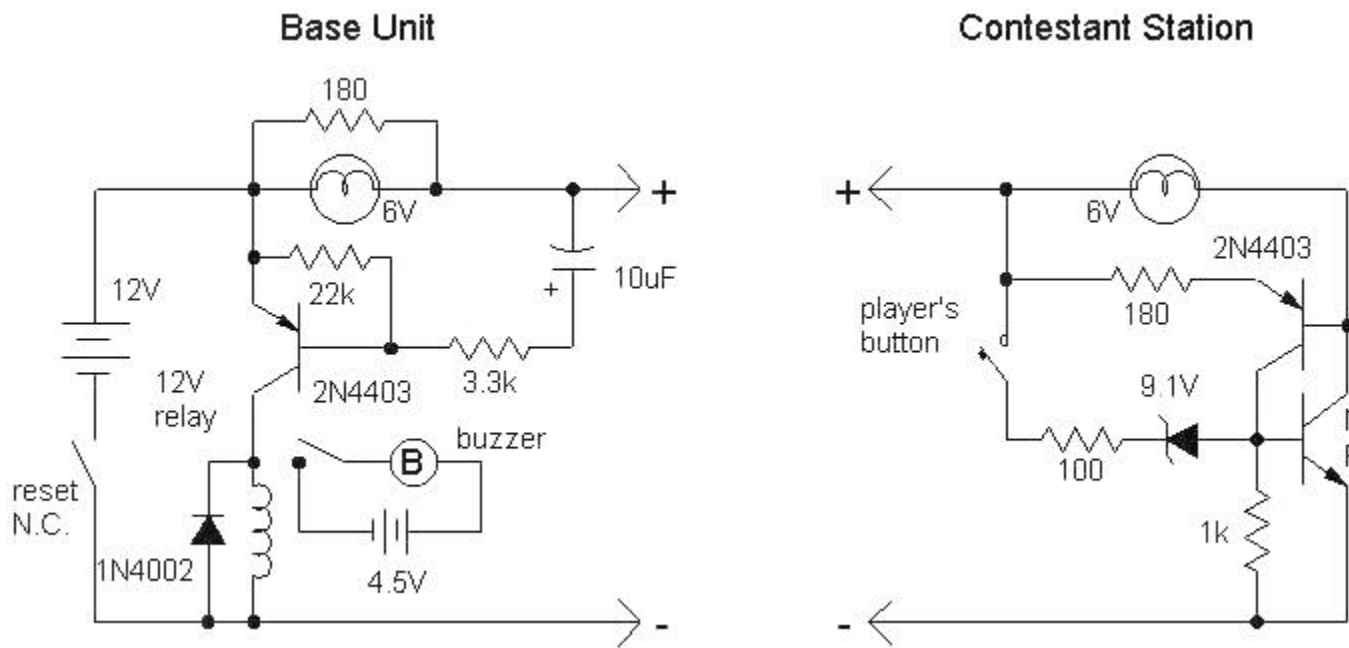 Base Unit
Contestant Station
180
6V
+
+
6V
2N4403
12V
22k
10uF
+
180
player's
button
12V
relay
2N4403
3.3k
9.1V
buzzer
B
100
reset
N.C.
1N4002
4.5V
1k
-
-